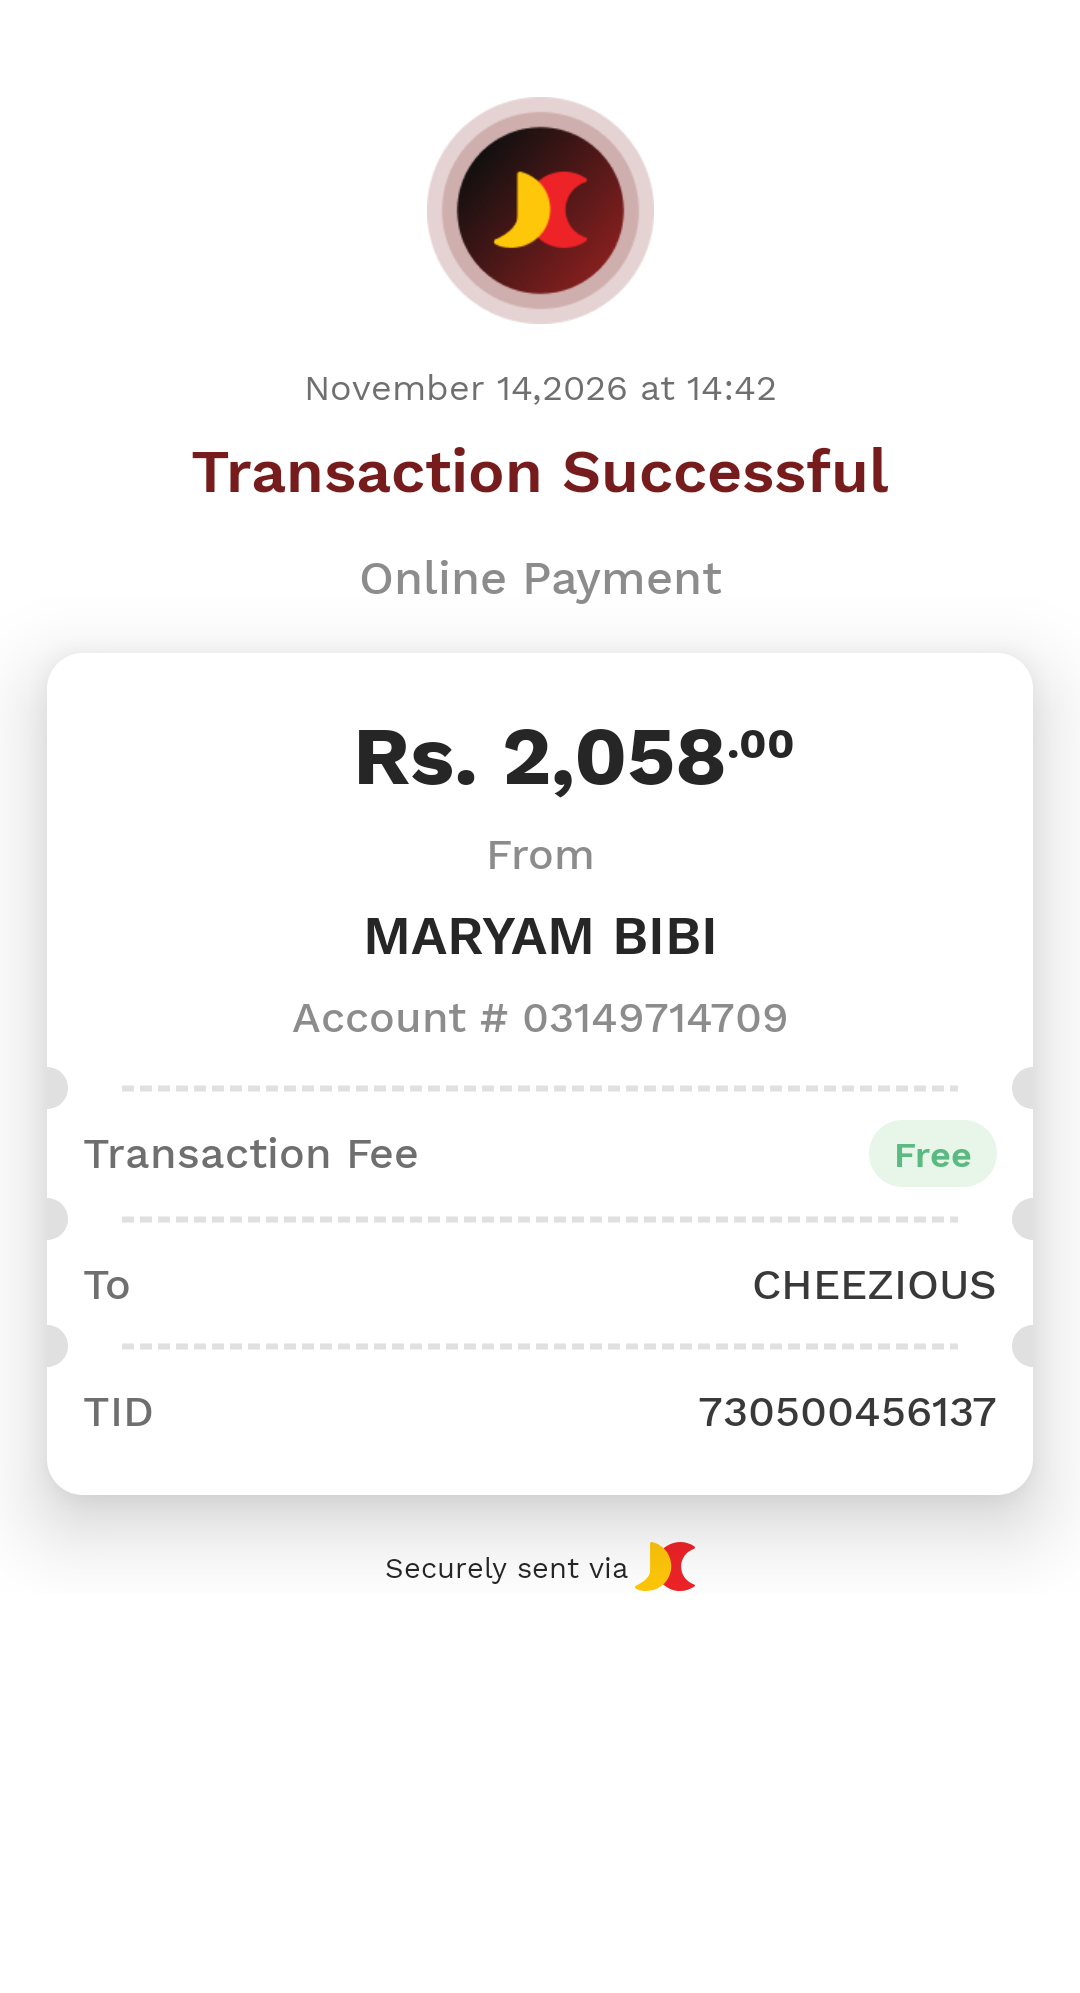 November 14,2026 at 14:42
Transaction Successful
Online Payment
Rs. 2,058.00
From
MARYAM BIBI
Account # 03149714709
Transaction Fee Free
To CHEEZIOUS
TID 730500456137
Securely sent via